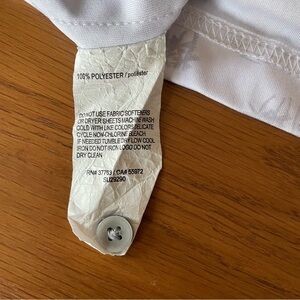 100% POLYESTER / poliéster
DO NOT USE FABRIC SOFTENERS
OR DRYER SHEETS MACHINE WASH
COLD WITH LIKE COLORS DELICATE
CYCLE NON-CHLORINE BLEACH
IF NEEDED TUMBLE DRY LOW COOL
IRON DO NOT IRON LOGO DO NOT
DRY CLEAN
RN# 37763 / CA# 55972
SU29290